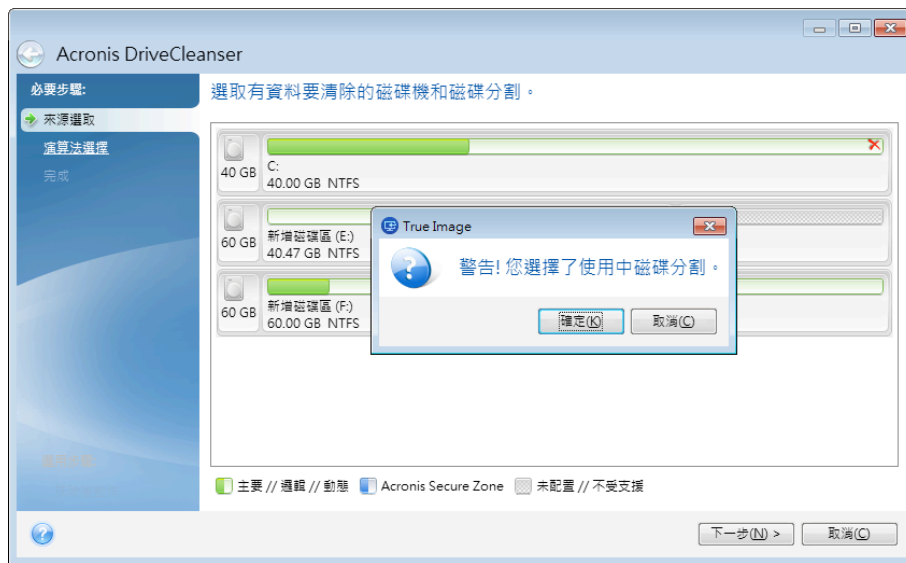 Acronis DriveCleanser
必要步驟:
來源選取
演算法選擇
完成
選取有資料要清除的磁碟機和磁碟分割。
40 GB
C:
40.00 GB NTFS
60 GB
新增磁碟區 (E:)
40.47 GB NTFS
60 GB
新增磁碟區 (F:)
60.00 GB NTFS
True Image
警告! 您選擇了使用中磁碟分割。
確定(K)
取消(C)
主要 // 邏輯 // 動態
Acronis Secure Zone
未配置 // 不受支援
下一步(N) >
取消(C)